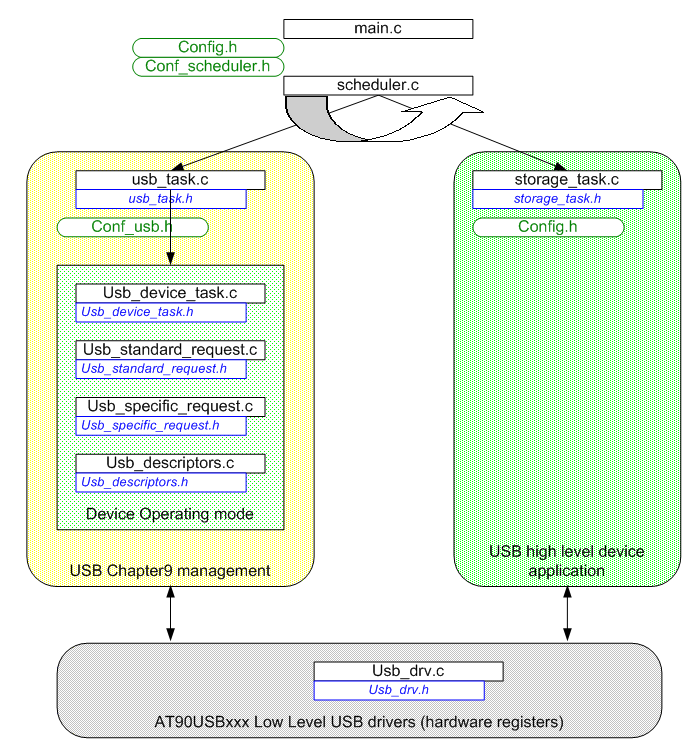 main.c
Config.h
Conf_scheduler.h
scheduler.c
usb_task.c
usb_task.h
Conf_usb.h
Usb_device_task.c
Usb_device_task.h
Usb_standard_request.c
Usb_standard_request.h
Usb_specific_request.c
Usb_specific_request.h
Usb_descriptors.c
Usb_descriptors.h
Device Operating mode
USB Chapter9 management
storage_task.c
storage_task.h
Config.h
USB high level device
application
Usb_drv.c
Usb_drv.h
AT90USBxxx Low Level USB drivers (hardware registers)